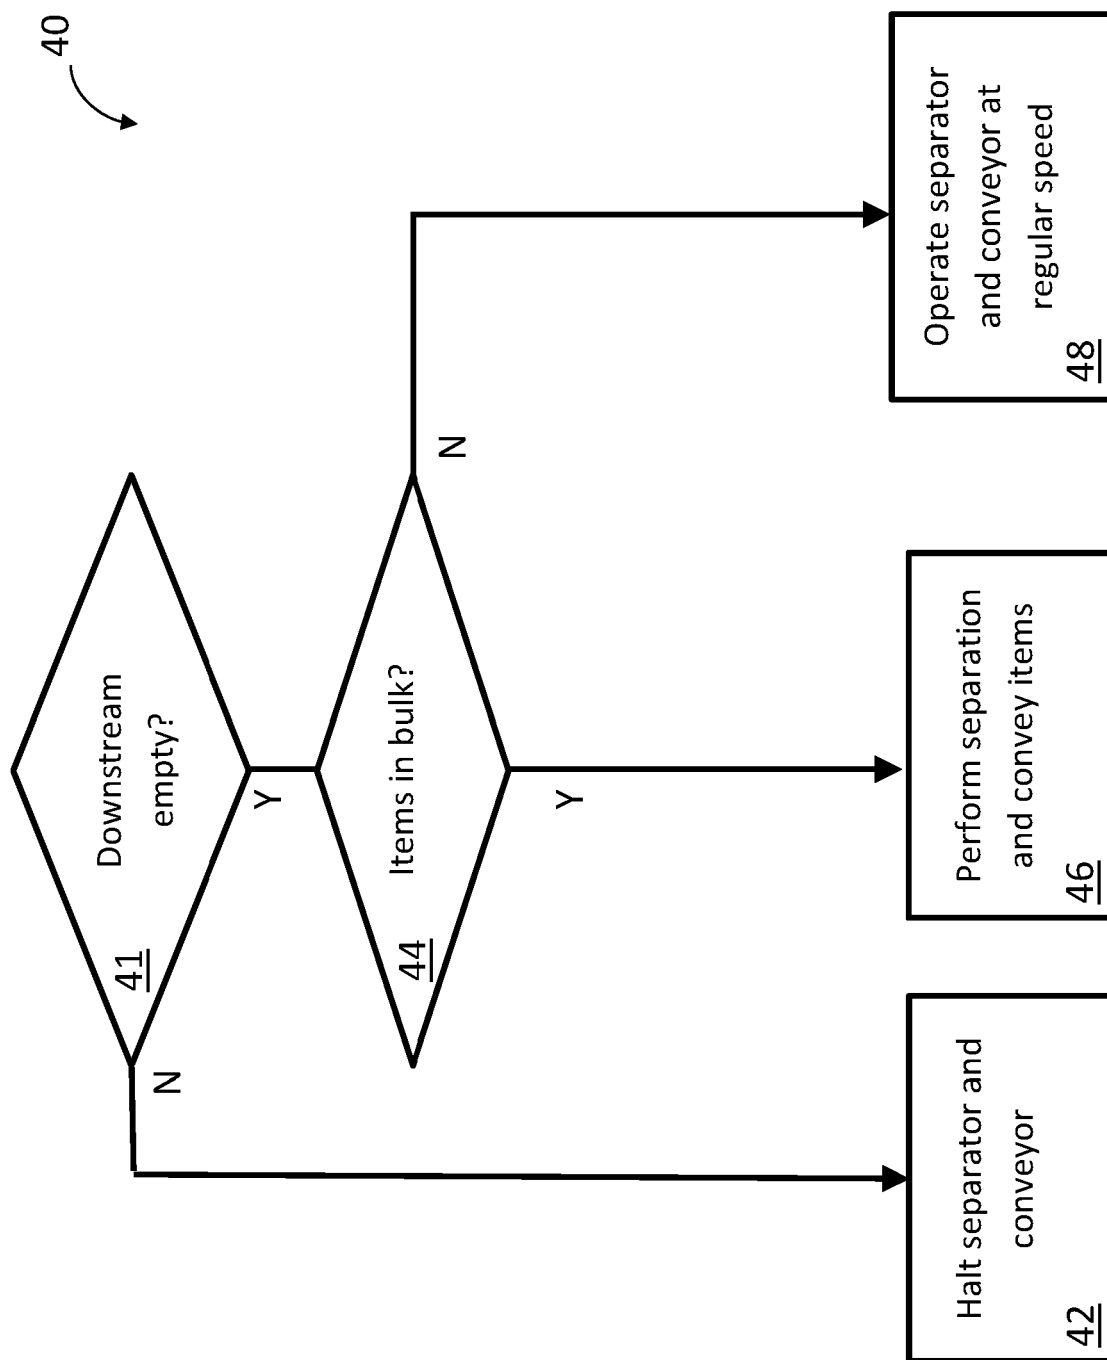 40
Downstream
empty?
41
N
Y
Items in bulk?
44
N
Y
Halt separator and
conveyor
42
Perform separation
and convey items
46
Operate separator
and conveyor at
regular speed
48